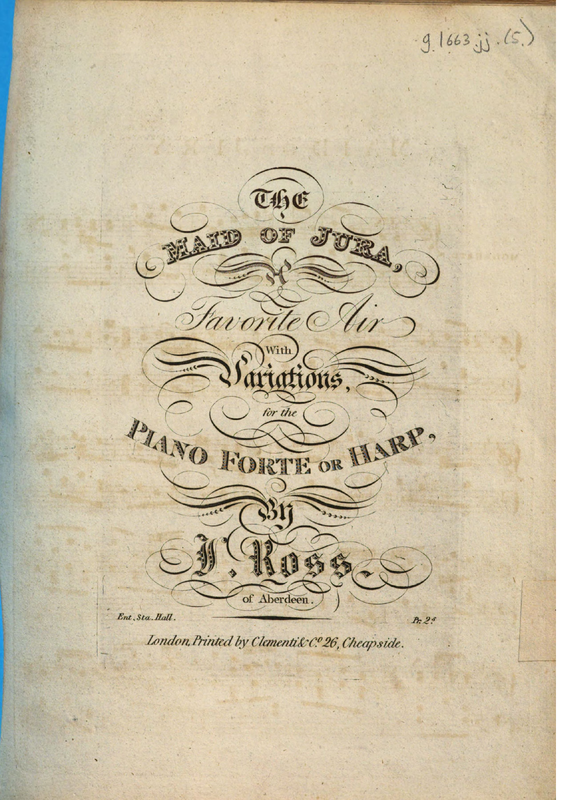 g.1663.jj.(5.)
THE
MAID OF JURA,
A
Favorite Air
With
Variations,
for the
PIANO FORTE OR HARP,
By
J. Ross.
of Aberdeen.
Ent. Sta. Hall.
Pr. 2s
London, Printed by Clementi & Co. 26, Cheapside.